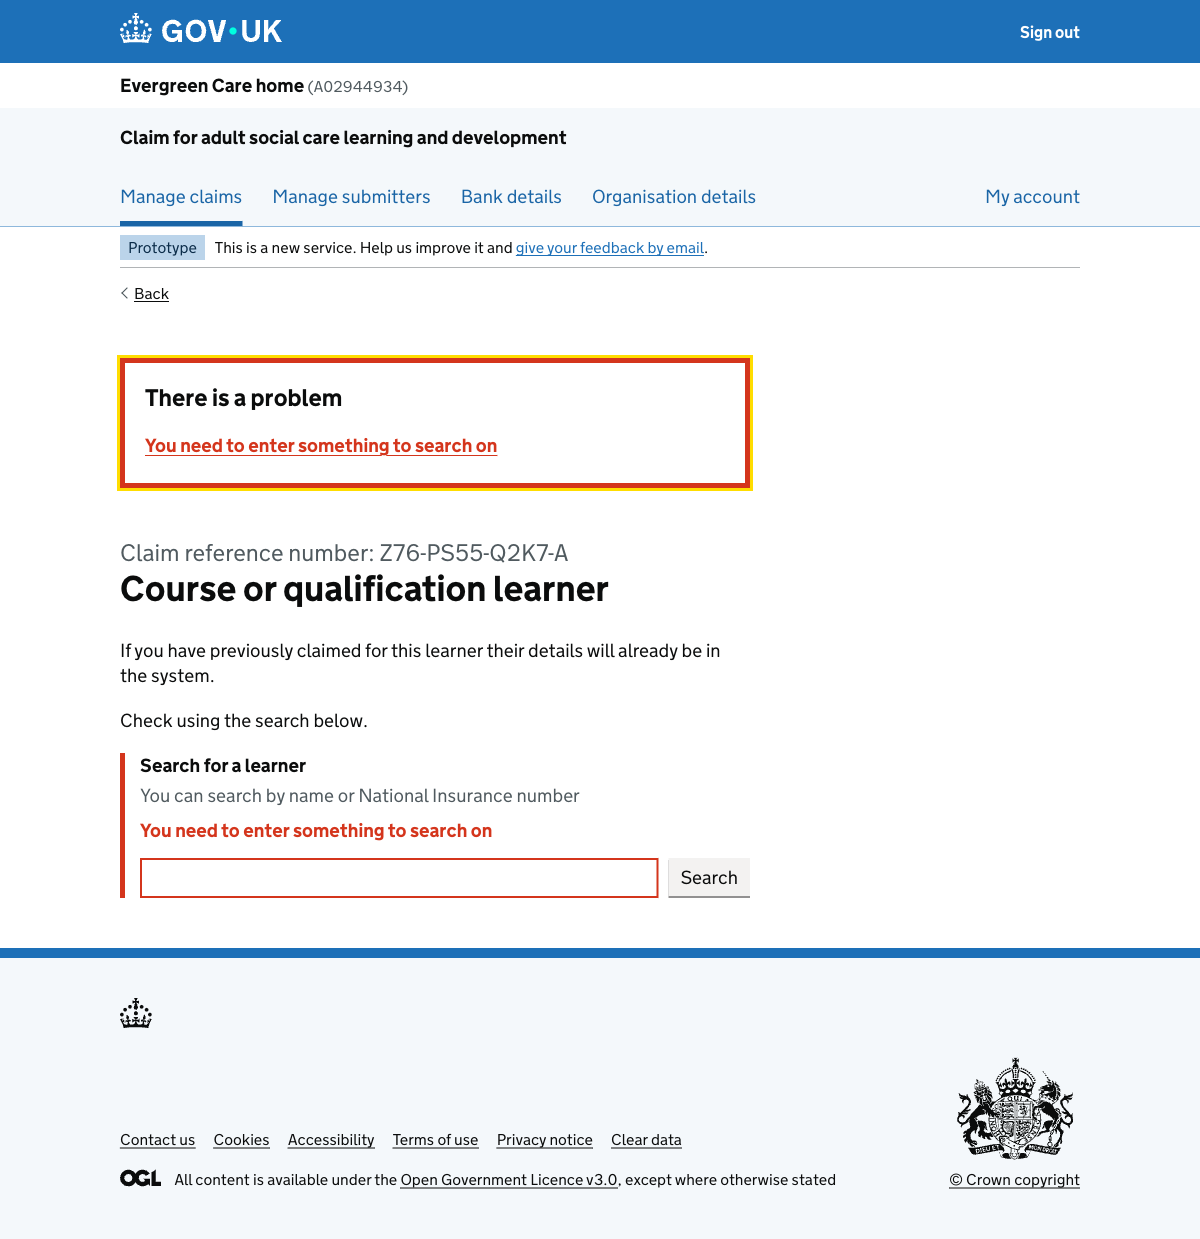 GOV·UK
Sign out
Evergreen Care home (A02944934)
Claim for adult social care learning and development
Manage claims Manage submitters Bank details Organisation details My account
Prototype This is a new service. Help us improve it and give your feedback by email.
Back
There is a problem
You need to enter something to search on
Claim reference number: Z76-PS55-Q2K7-A
Course or qualification learner
If you have previously claimed for this learner their details will already be in
the system.
Check using the search below.
Search for a learner
You can search by name or National Insurance number
You need to enter something to search on
Search
Contact us Cookies Accessibility Terms of use Privacy notice Clear data
OGL All content is available under the Open Government Licence v3.0, except where otherwise stated
© Crown copyright